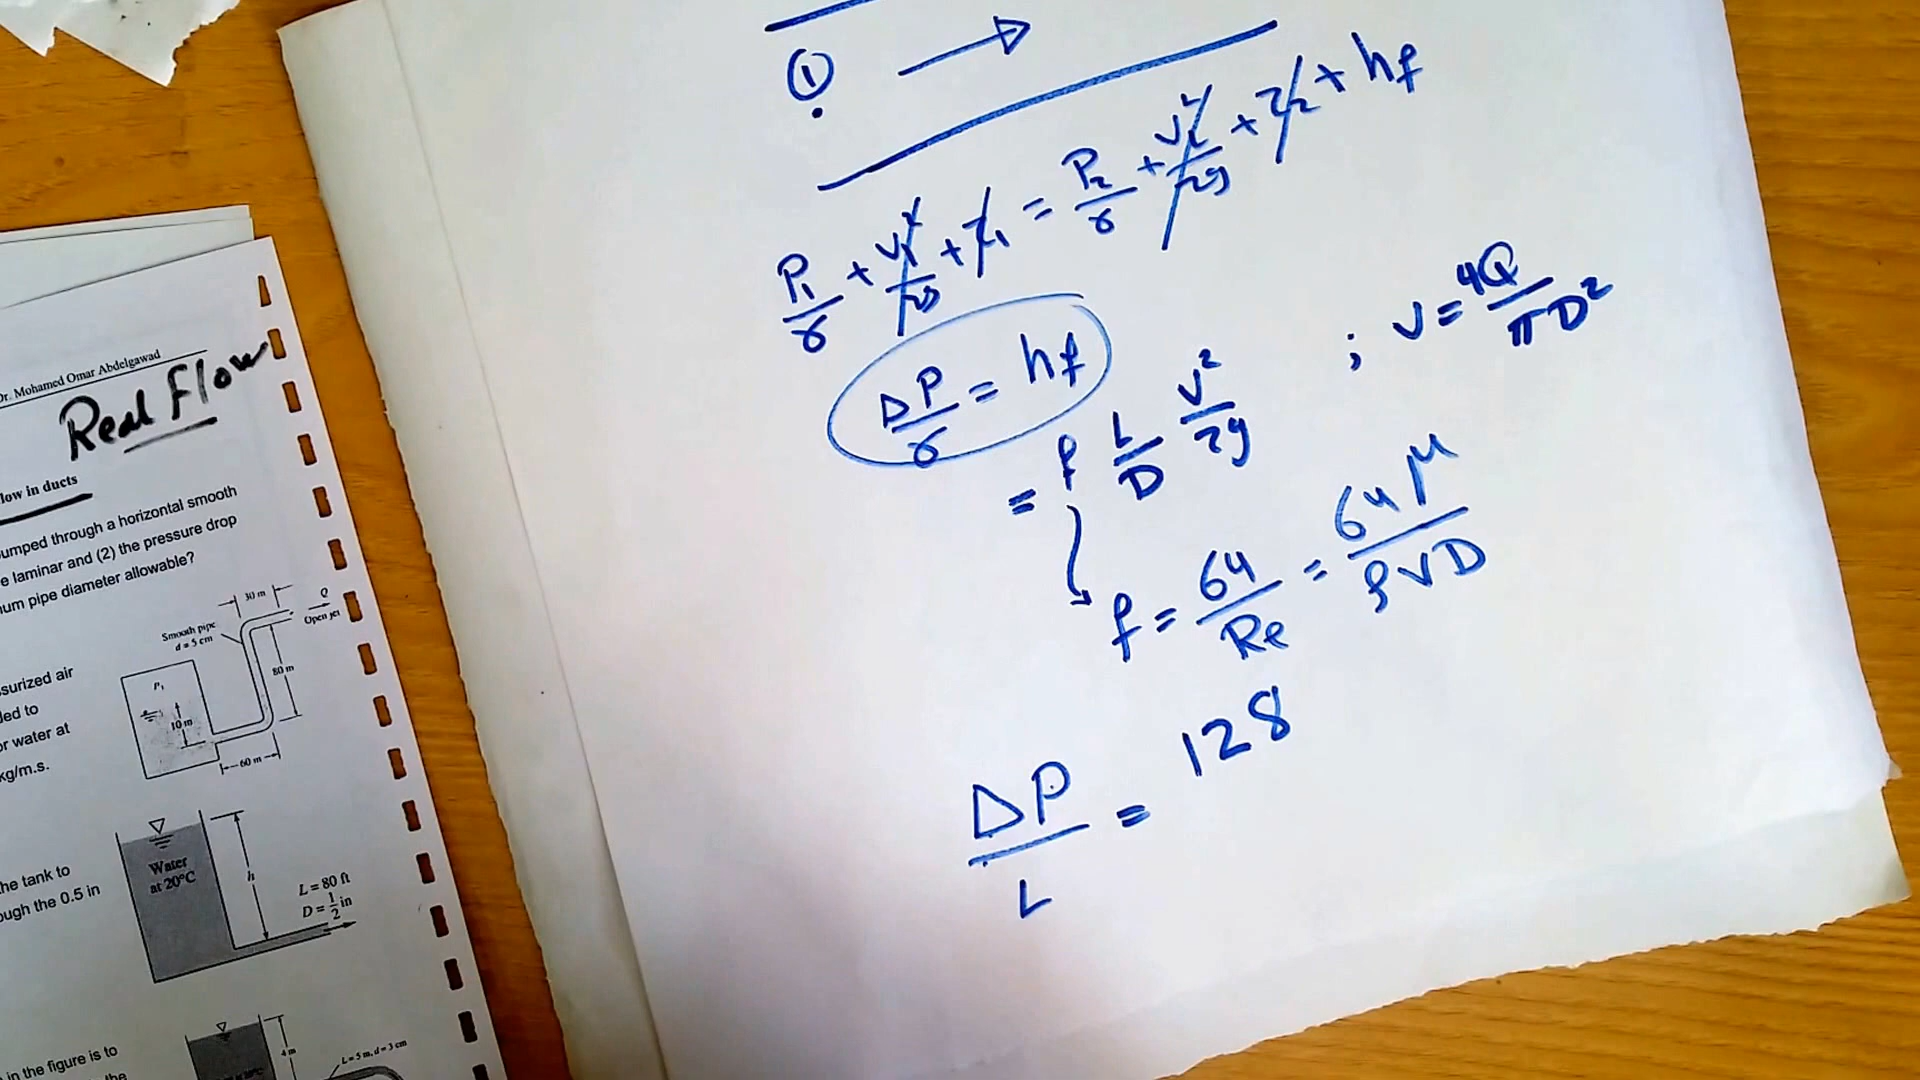 ①
P₁/γ + V₁²/2g + Z₁ = P₂/γ + V₂²/2g + Z₂ + hf
ΔP/γ = hf
= f L/D V²/2g ; V = 4Q/πD²
f = 64/Re = 64μ/ρVD
ΔP/L = 128
Dr. Mohamed Omar Abdelgawad
Real Flow
low in ducts
umped through a horizontal smooth
e laminar and (2) the pressure drop
um pipe diameter allowable?
30 m
Q
Open jet
Smooth pipe
d = 5 cm
80 m
P₁
10 m
60 m
surized air
ded to
or water at
kg/m.s.
Water
at 20°C
h
L = 80 ft
D = 1/2 in
he tank to
ough the 0.5 in
4 m
L = 5 m, d = 3 cm
in the figure is to
the